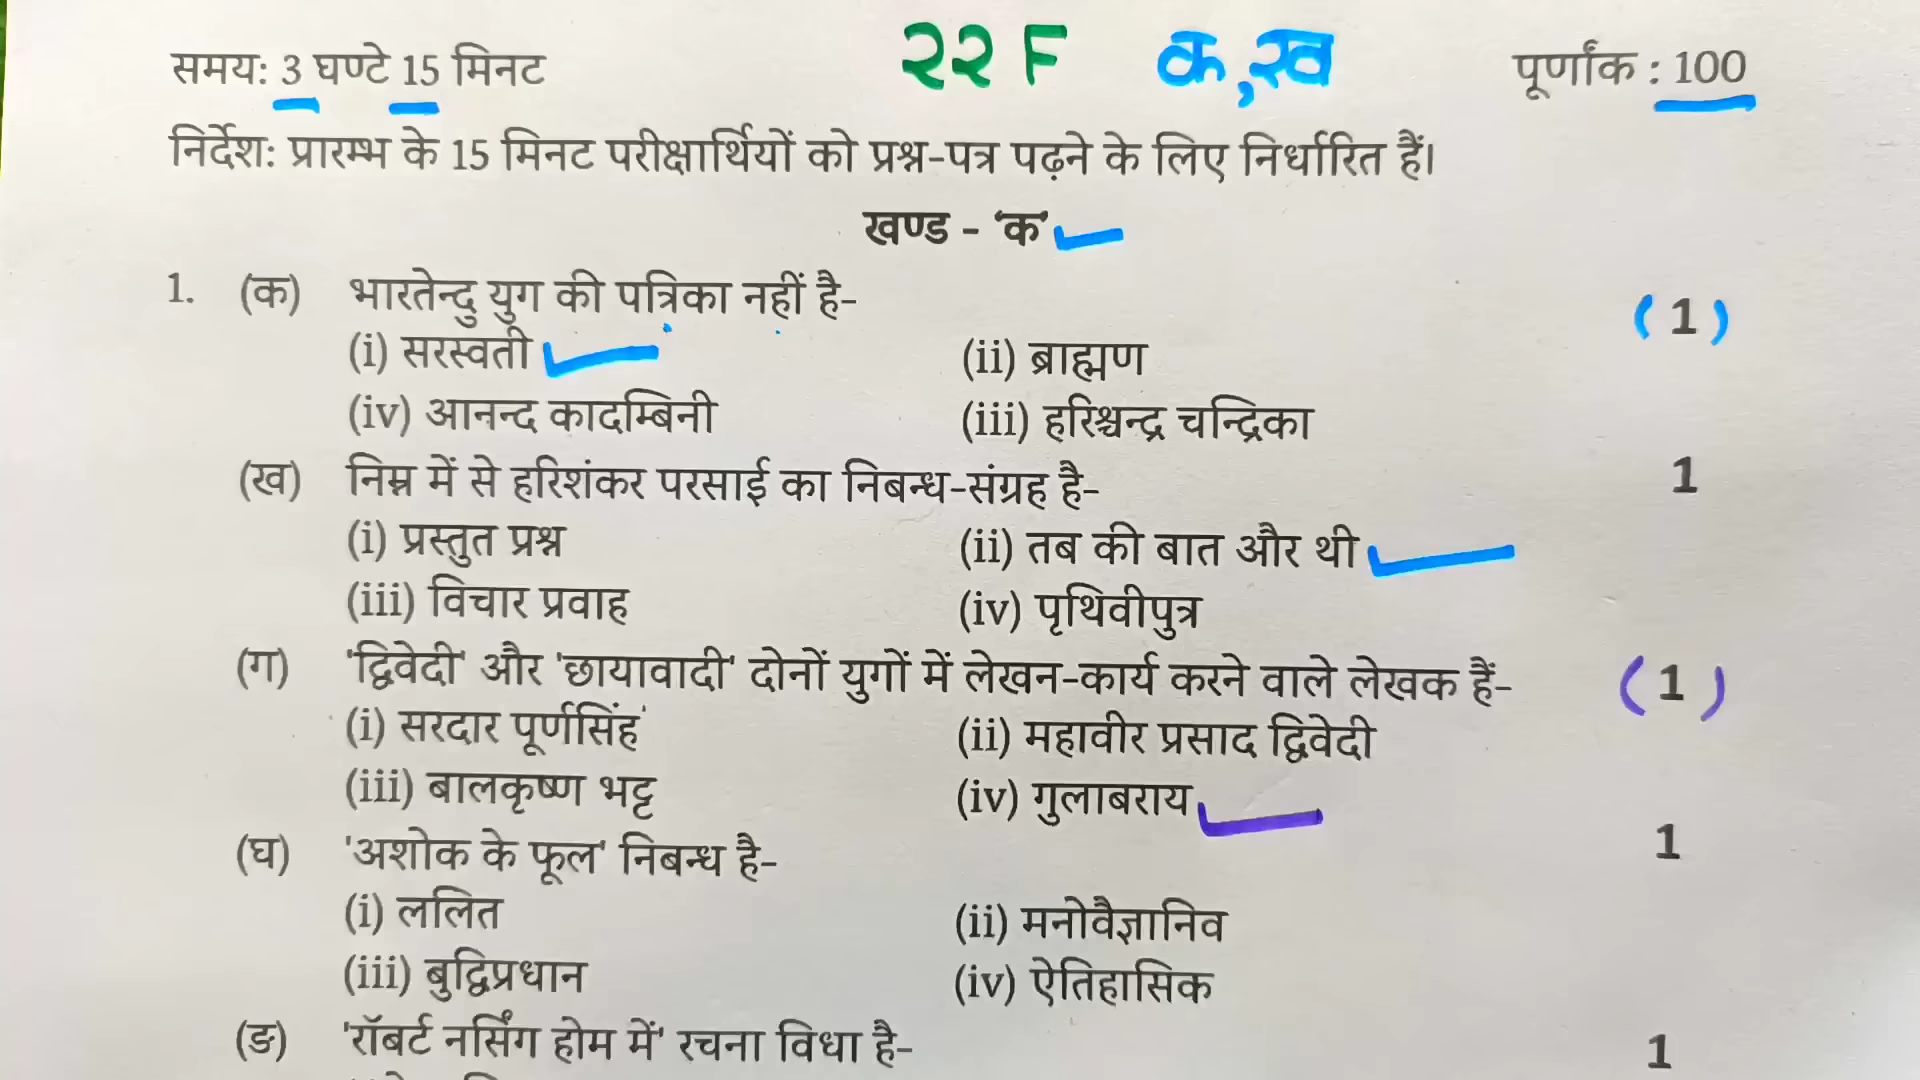 समय: 3 घण्टे 15 मिनट २२ F क,ख पूर्णांक : 100
निर्देश: प्रारम्भ के 15 मिनट परीक्षार्थियों को प्रश्न-पत्र पढ़ने के लिए निर्धारित हैं।
खण्ड - 'क'
1. (क) भारतेन्दु युग की पत्रिका नहीं है- (1)
(i) सरस्वती (ii) ब्राह्मण
(iv) आनन्द कादम्बिनी (iii) हरिश्चन्द्र चन्द्रिका
(ख) निम्न में से हरिशंकर परसाई का निबन्ध-संग्रह है- 1
(i) प्रस्तुत प्रश्न (ii) तब की बात और थी
(iii) विचार प्रवाह (iv) पृथिवीपुत्र
(ग) 'द्विवेदी' और 'छायावादी' दोनों युगों में लेखन-कार्य करने वाले लेखक हैं- (1)
(i) सरदार पूर्णसिंह (ii) महावीर प्रसाद द्विवेदी
(iii) बालकृष्ण भट्ट (iv) गुलाबराय
(घ) 'अशोक के फूल' निबन्ध है- 1
(i) ललित (ii) मनोवैज्ञानिव
(iii) बुद्धिप्रधान (iv) ऐतिहासिक
(ङ) 'रॉबर्ट नर्सिंग होम में' रचना विधा है- 1